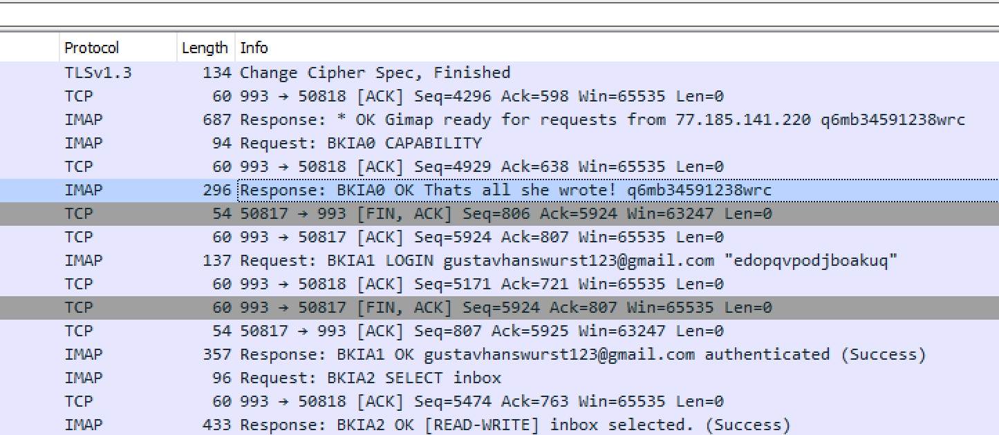 Protocol Length Info
TLSv1.3 134 Change Cipher Spec, Finished
TCP 60 993 → 50818 [ACK] Seq=4296 Ack=598 Win=65535 Len=0
IMAP 687 Response: * OK Gimap ready for requests from 77.185.141.220 q6mb34591238wrc
IMAP 94 Request: BKIA0 CAPABILITY
TCP 60 993 → 50818 [ACK] Seq=4929 Ack=638 Win=65535 Len=0
IMAP 296 Response: BKIA0 OK Thats all she wrote! q6mb34591238wrc
TCP 54 50817 → 993 [FIN, ACK] Seq=806 Ack=5924 Win=63247 Len=0
TCP 60 993 → 50817 [ACK] Seq=5924 Ack=807 Win=65535 Len=0
IMAP 137 Request: BKIA1 LOGIN gustavhanswurst123@gmail.com "edopqvpodjboakuq"
TCP 60 993 → 50818 [ACK] Seq=5171 Ack=721 Win=65535 Len=0
TCP 60 993 → 50817 [FIN, ACK] Seq=5924 Ack=807 Win=65535 Len=0
TCP 54 50817 → 993 [ACK] Seq=807 Ack=5925 Win=63247 Len=0
IMAP 357 Response: BKIA1 OK gustavhanswurst123@gmail.com authenticated (Success)
IMAP 96 Request: BKIA2 SELECT inbox
TCP 60 993 → 50818 [ACK] Seq=5474 Ack=763 Win=65535 Len=0
IMAP 433 Response: BKIA2 OK [READ-WRITE] inbox selected. (Success)